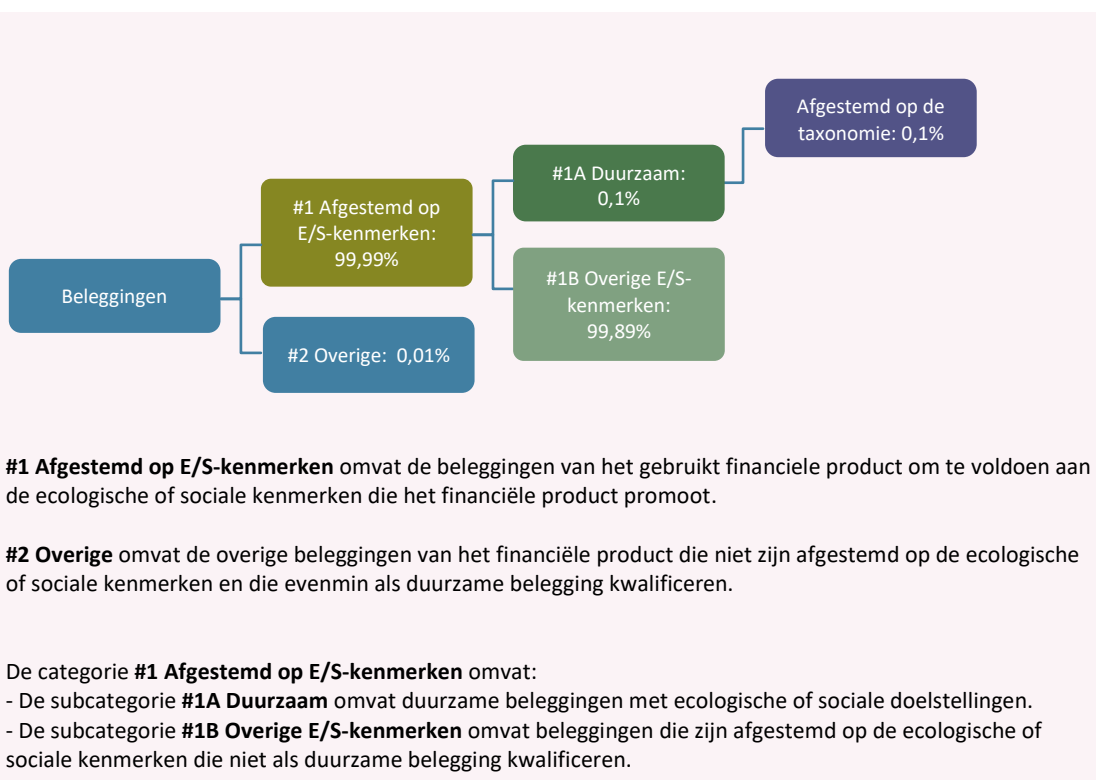 Afgestemd op de
taxonomie: 0,1%
#1A Duurzaam:
0,1%
#1 Afgestemd op
E/S-kenmerken:
99,99%
#1B Overige E/S-
kenmerken:
99,89%
Beleggingen
#2 Overige: 0,01%
#1 Afgestemd op E/S-kenmerken omvat de beleggingen van het gebruikt financiele product om te voldoen aan
de ecologische of sociale kenmerken die het financiële product promoot.
#2 Overige omvat de overige beleggingen van het financiële product die niet zijn afgestemd op de ecologische
of sociale kenmerken en die evenmin als duurzame belegging kwalificeren.
De categorie #1 Afgestemd op E/S-kenmerken omvat:
- De subcategorie #1A Duurzaam omvat duurzame beleggingen met ecologische of sociale doelstellingen.
- De subcategorie #1B Overige E/S-kenmerken omvat beleggingen die zijn afgestemd op de ecologische of
sociale kenmerken die niet als duurzame belegging kwalificeren.